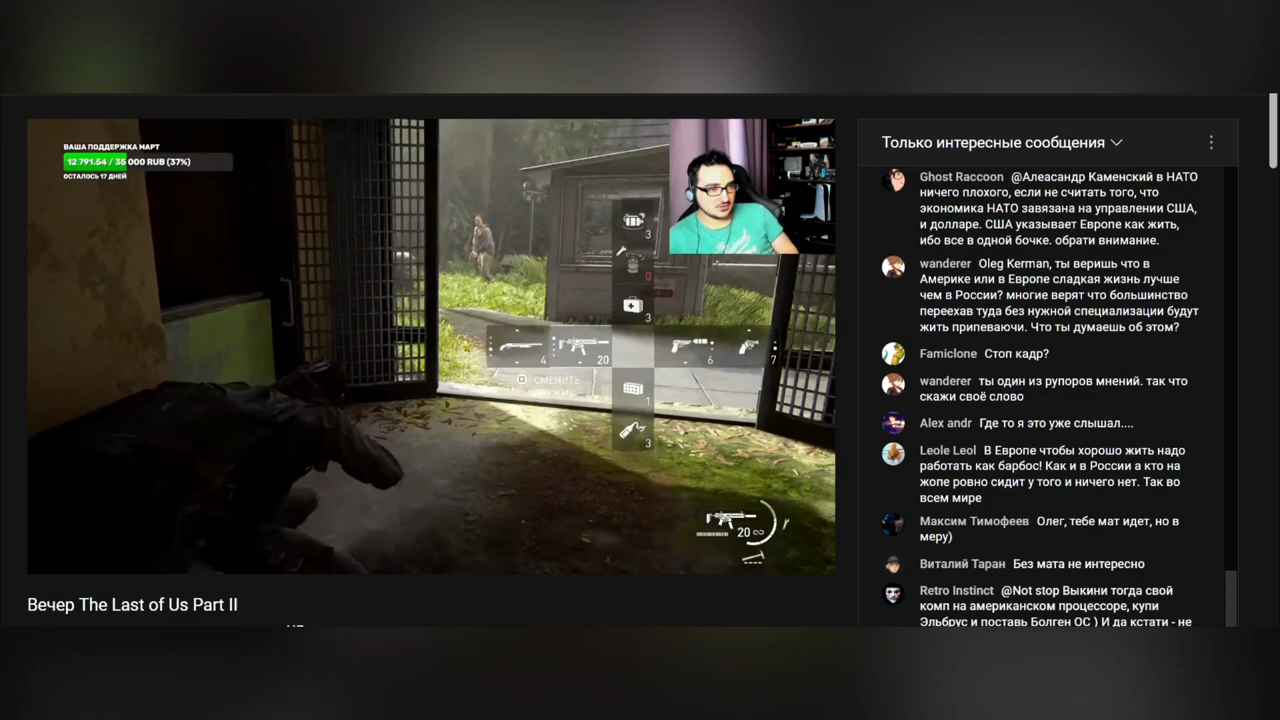 ВАША ПОДДЕРЖКА МАРТ
12 791.54 / 35 000 RUB (37%)
ОСТАЛОСЬ 17 ДНЕЙ
3
0
3
4
20
6
7
СМЕНИТЬ
1
3
20 ∞
Вечер The Last of Us Part II
Только интересные сообщения
Ghost Raccoon @Алеасандр Каменский в НАТО
ничего плохого, если не считать того, что
экономика НАТО завязана на управлении США,
и долларе. США указывает Европе как жить,
ибо все в одной бочке. обрати внимание.
wanderer Oleg Kerman, ты веришь что в
Америке или в Европе сладкая жизнь лучше
чем в России? многие верят что большинство
переехав туда без нужной специализации будут
жить припеваючи. Что ты думаешь об этом?
Famiclone Стоп кадр?
wanderer ты один из рупоров мнений. так что
скажи своё слово
Alex andr Где то я это уже слышал....
Leole Leol В Европе чтобы хорошо жить надо
работать как барбос! Как и в России а кто на
жопе ровно сидит у того и ничего нет. Так во
всем мире
Максим Тимофеев Олег, тебе мат идет, но в
меру)
Виталий Таран Без мата не интересно
Retro Instinct @Not stop Выкини тогда свой
комп на американском процессоре, купи
Эльбрус и поставь Болген ОС ) И да кстати - не